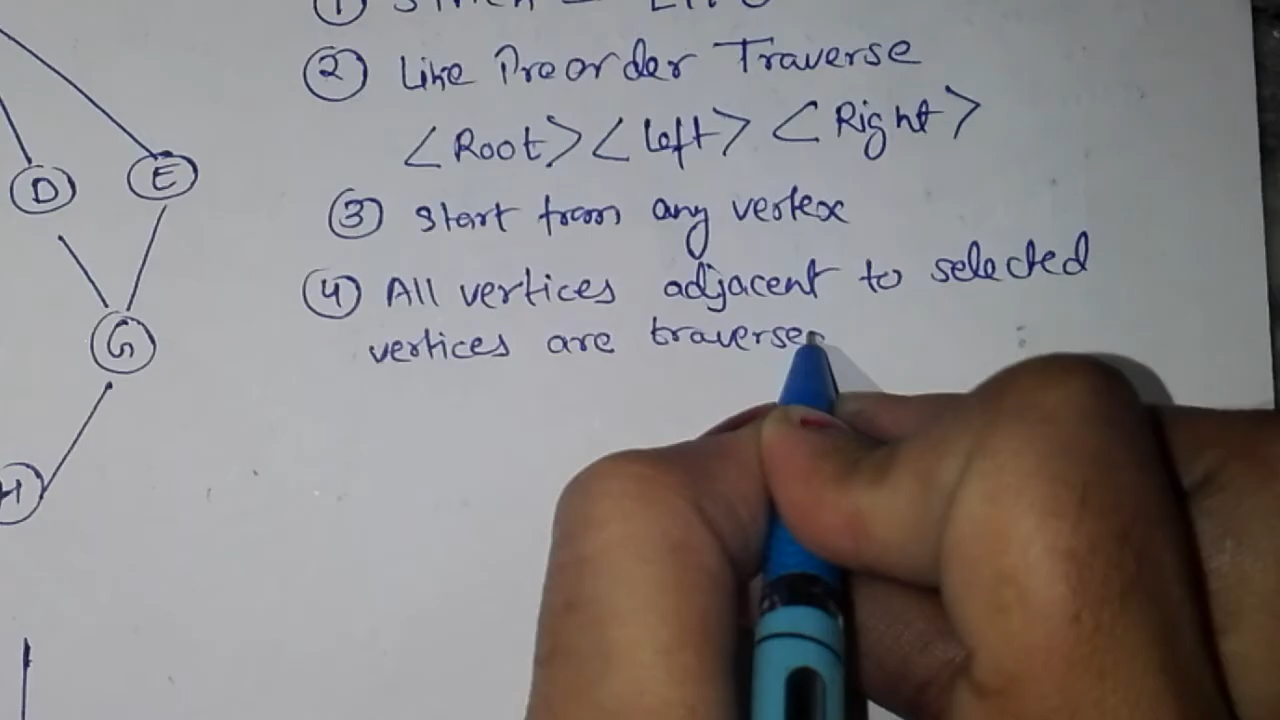 ② Like Preorder Traverse
<Root> <Left> <Right>
③ Start from any vertex
④ All vertices adjacent to selected
vertices are traverse
D
E
G
H